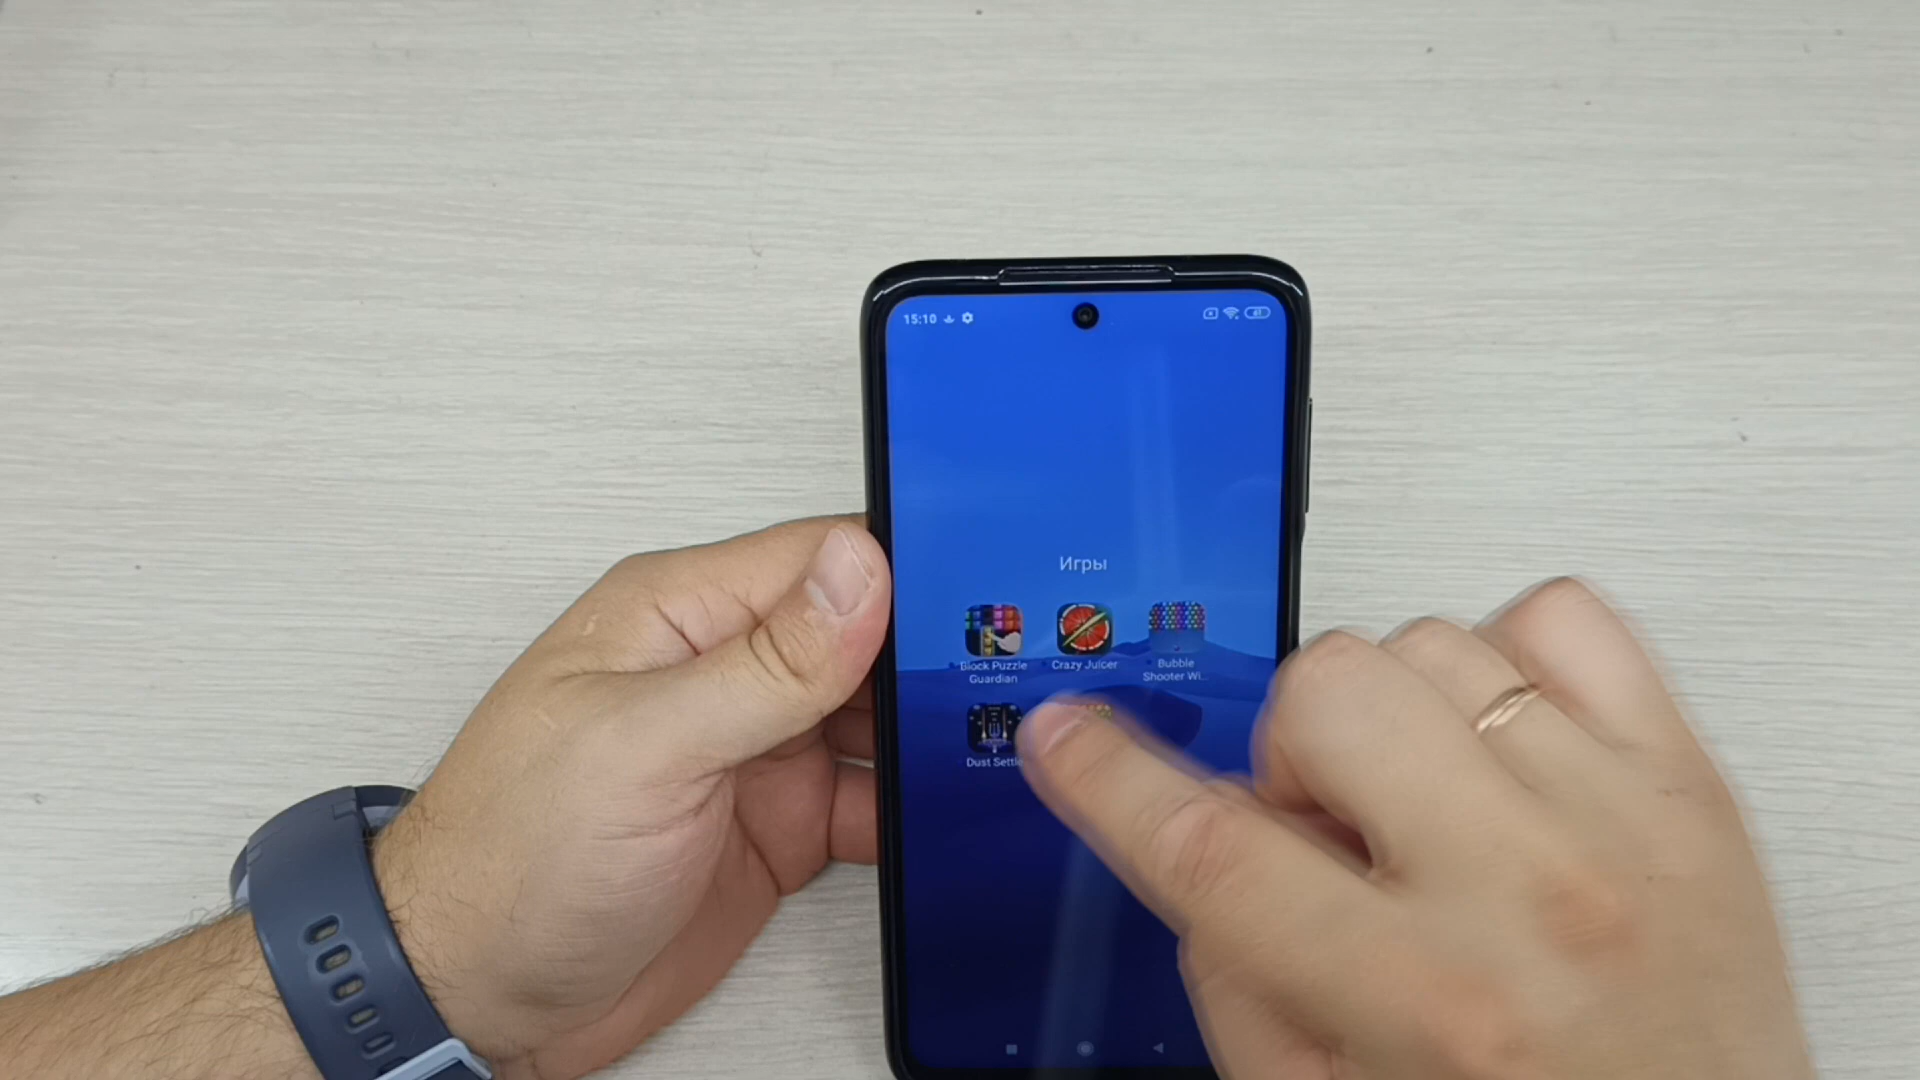 15:10
Игры
Block Puzzle
Guardian
Crazy Juicer
Bubble
Shooter Wi...
Dust Settle